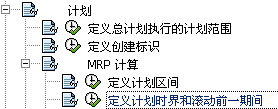 计划
定义总计划执行的计划范围
定义创建标识
MRP 计算
定义计划区间
定义计划时界和滚动前一期间